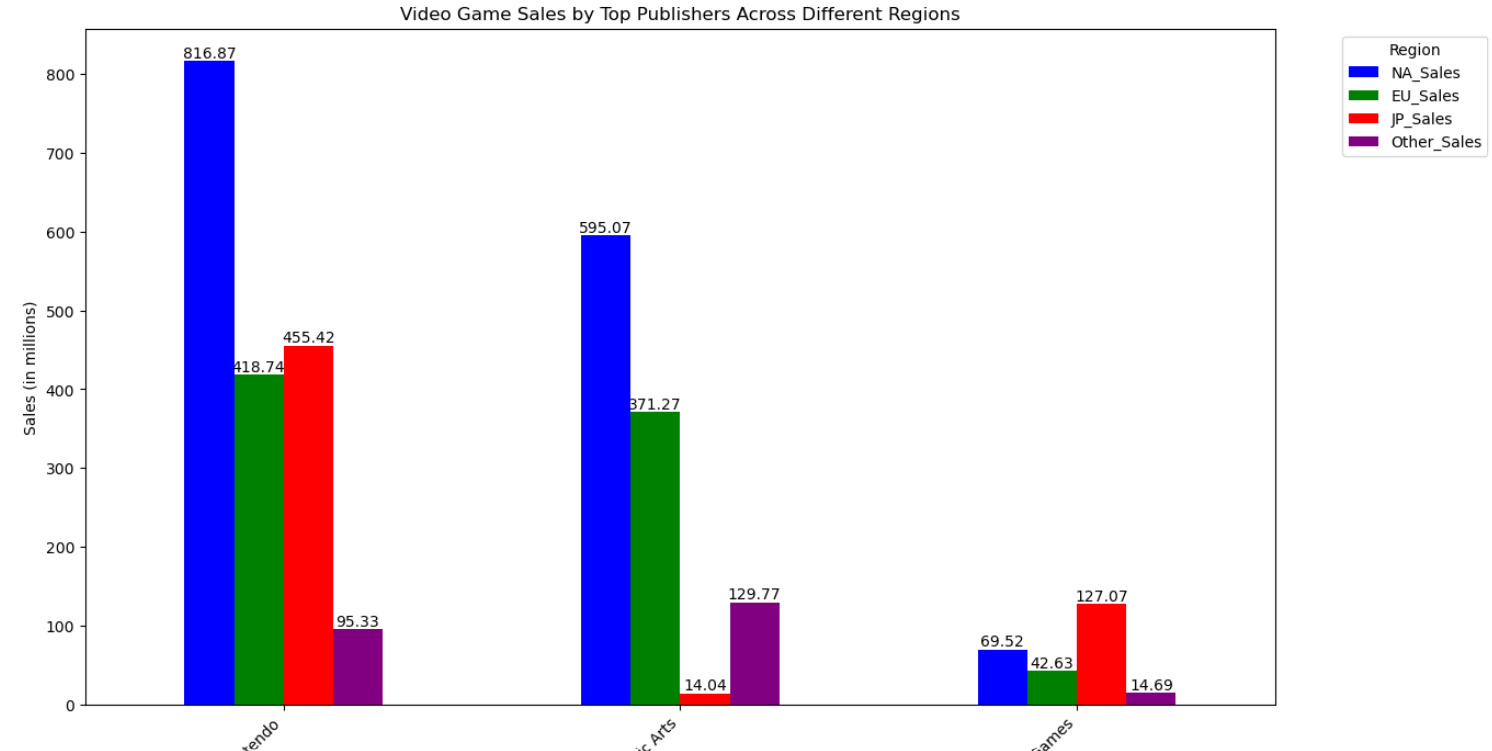 Video Game Sales by Top Publishers Across Different Regions
Region
NA_Sales
EU_Sales
JP_Sales
Other_Sales
Sales (in millions)
800
700
600
500
400
300
200
100
0
816.87
418.74
455.42
95.33
595.07
371.27
14.04
129.77
69.52
42.63
127.07
14.69
Arts